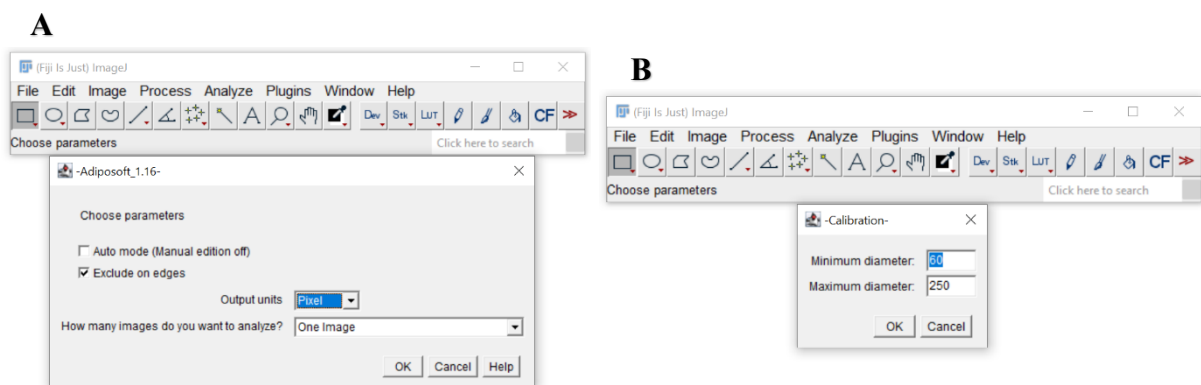 A
(Fiji Is Just) ImageJ
File Edit Image Process Analyze Plugins Window Help
Dev Stk LUT CF
Choose parameters
Click here to search
-Adiposoft_1.16-
Choose parameters
Auto mode (Manual edition off)
Exclude on edges
Output units Pixel
How many images do you want to analyze? One Image
OK Cancel Help
B
(Fiji Is Just) ImageJ
File Edit Image Process Analyze Plugins Window Help
Dev Stk LUT CF
Choose parameters
Click here to search
-Calibration-
Minimum diameter: 60
Maximum diameter: 250
OK Cancel